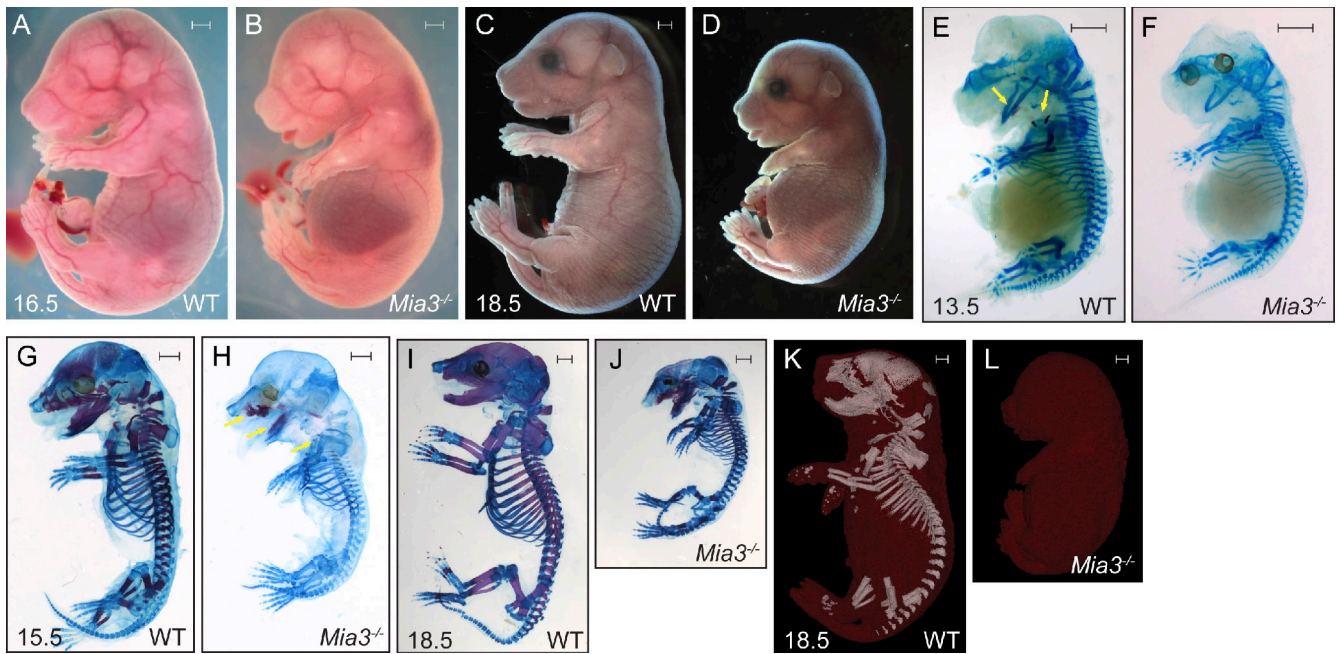 A
16.5 WT
B
Mia3-/-
C
18.5 WT
D
Mia3-/-
E
13.5 WT
F
Mia3-/-
G
15.5 WT
H
Mia3-/-
I
18.5 WT
J
Mia3-/-
K
18.5 WT
L
Mia3-/-